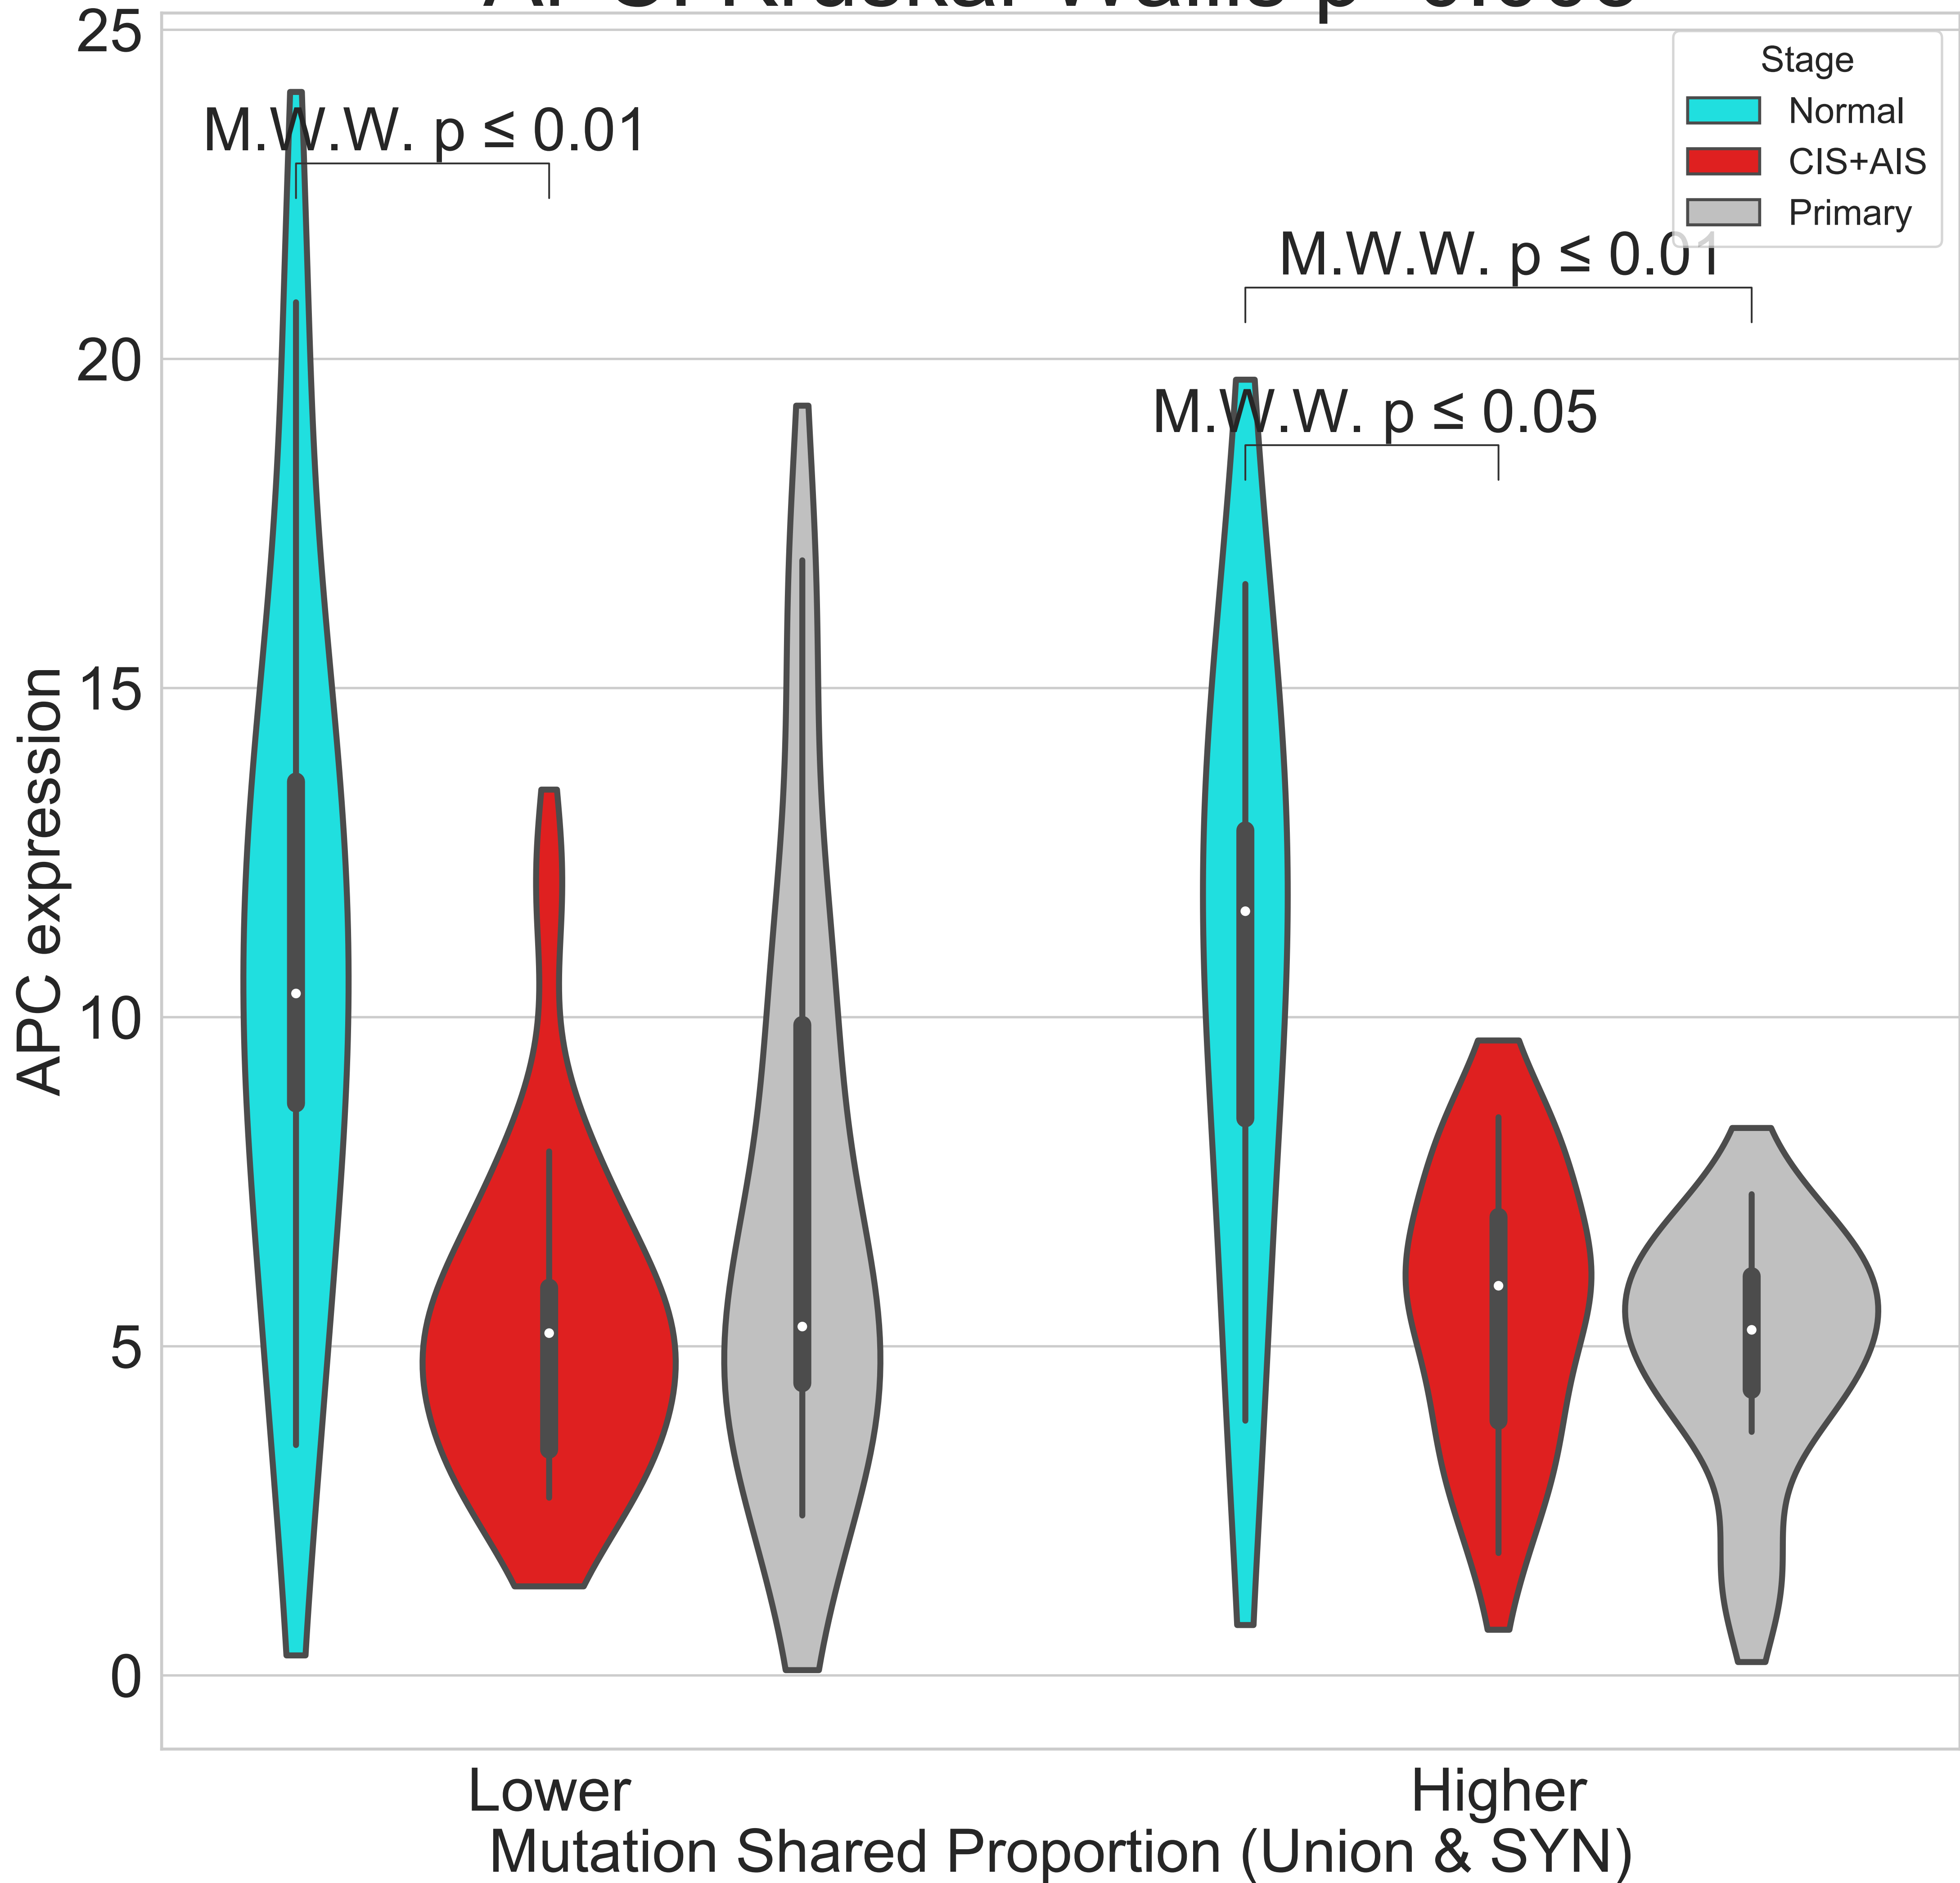 25
20
15
10
5
0
APC expression
M.W.W. p ≤ 0.01
M.W.W. p ≤ 0.01
M.W.W. p ≤ 0.05
Stage
Normal
CIS+AIS
Primary
Lower
Higher
Mutation Shared Proportion (Union & SYN)